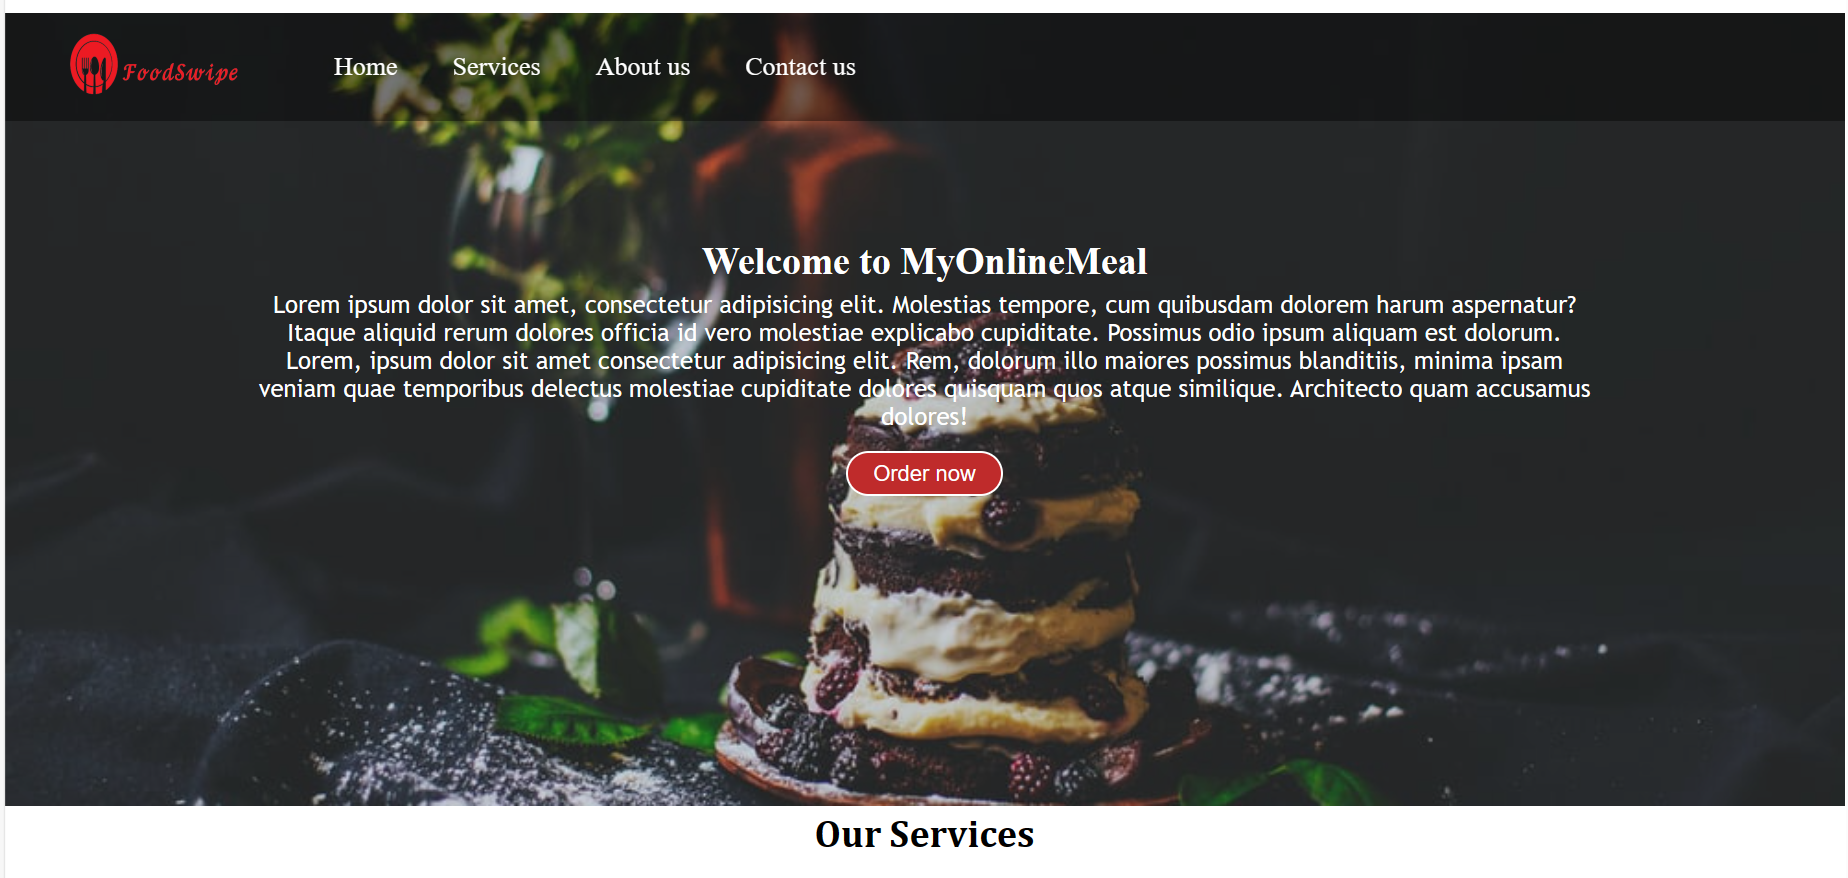 FoodSwipe
Home Services About us Contact us
Welcome to MyOnlineMeal
Lorem ipsum dolor sit amet, consectetur adipisicing elit. Molestias tempore, cum quibusdam dolorem harum aspernatur?
Itaque aliquid rerum dolores officia id vero molestiae explicabo cupiditate. Possimus odio ipsum aliquam est dolorum.
Lorem, ipsum dolor sit amet consectetur adipisicing elit. Rem, dolorum illo maiores possimus blanditiis, minima ipsam
veniam quae temporibus delectus molestiae cupiditate dolores quisquam quos atque similique. Architecto quam accusamus
dolores!
Order now
Our Services